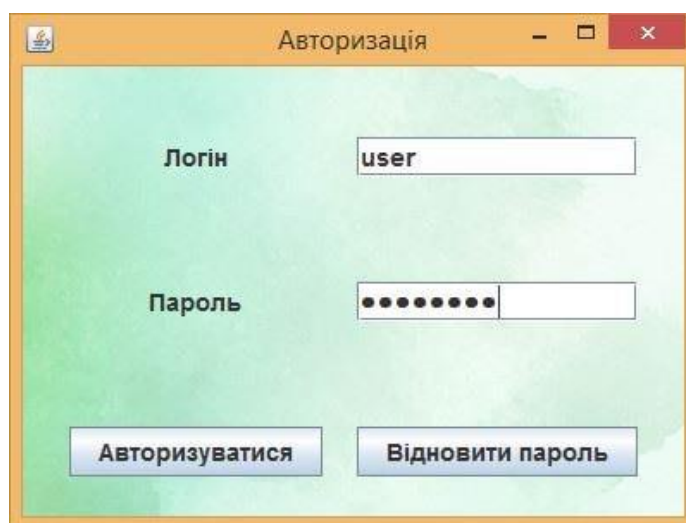 Авторизація
Логін user
Пароль ●●●●●●●●
Авторизуватися Відновити пароль